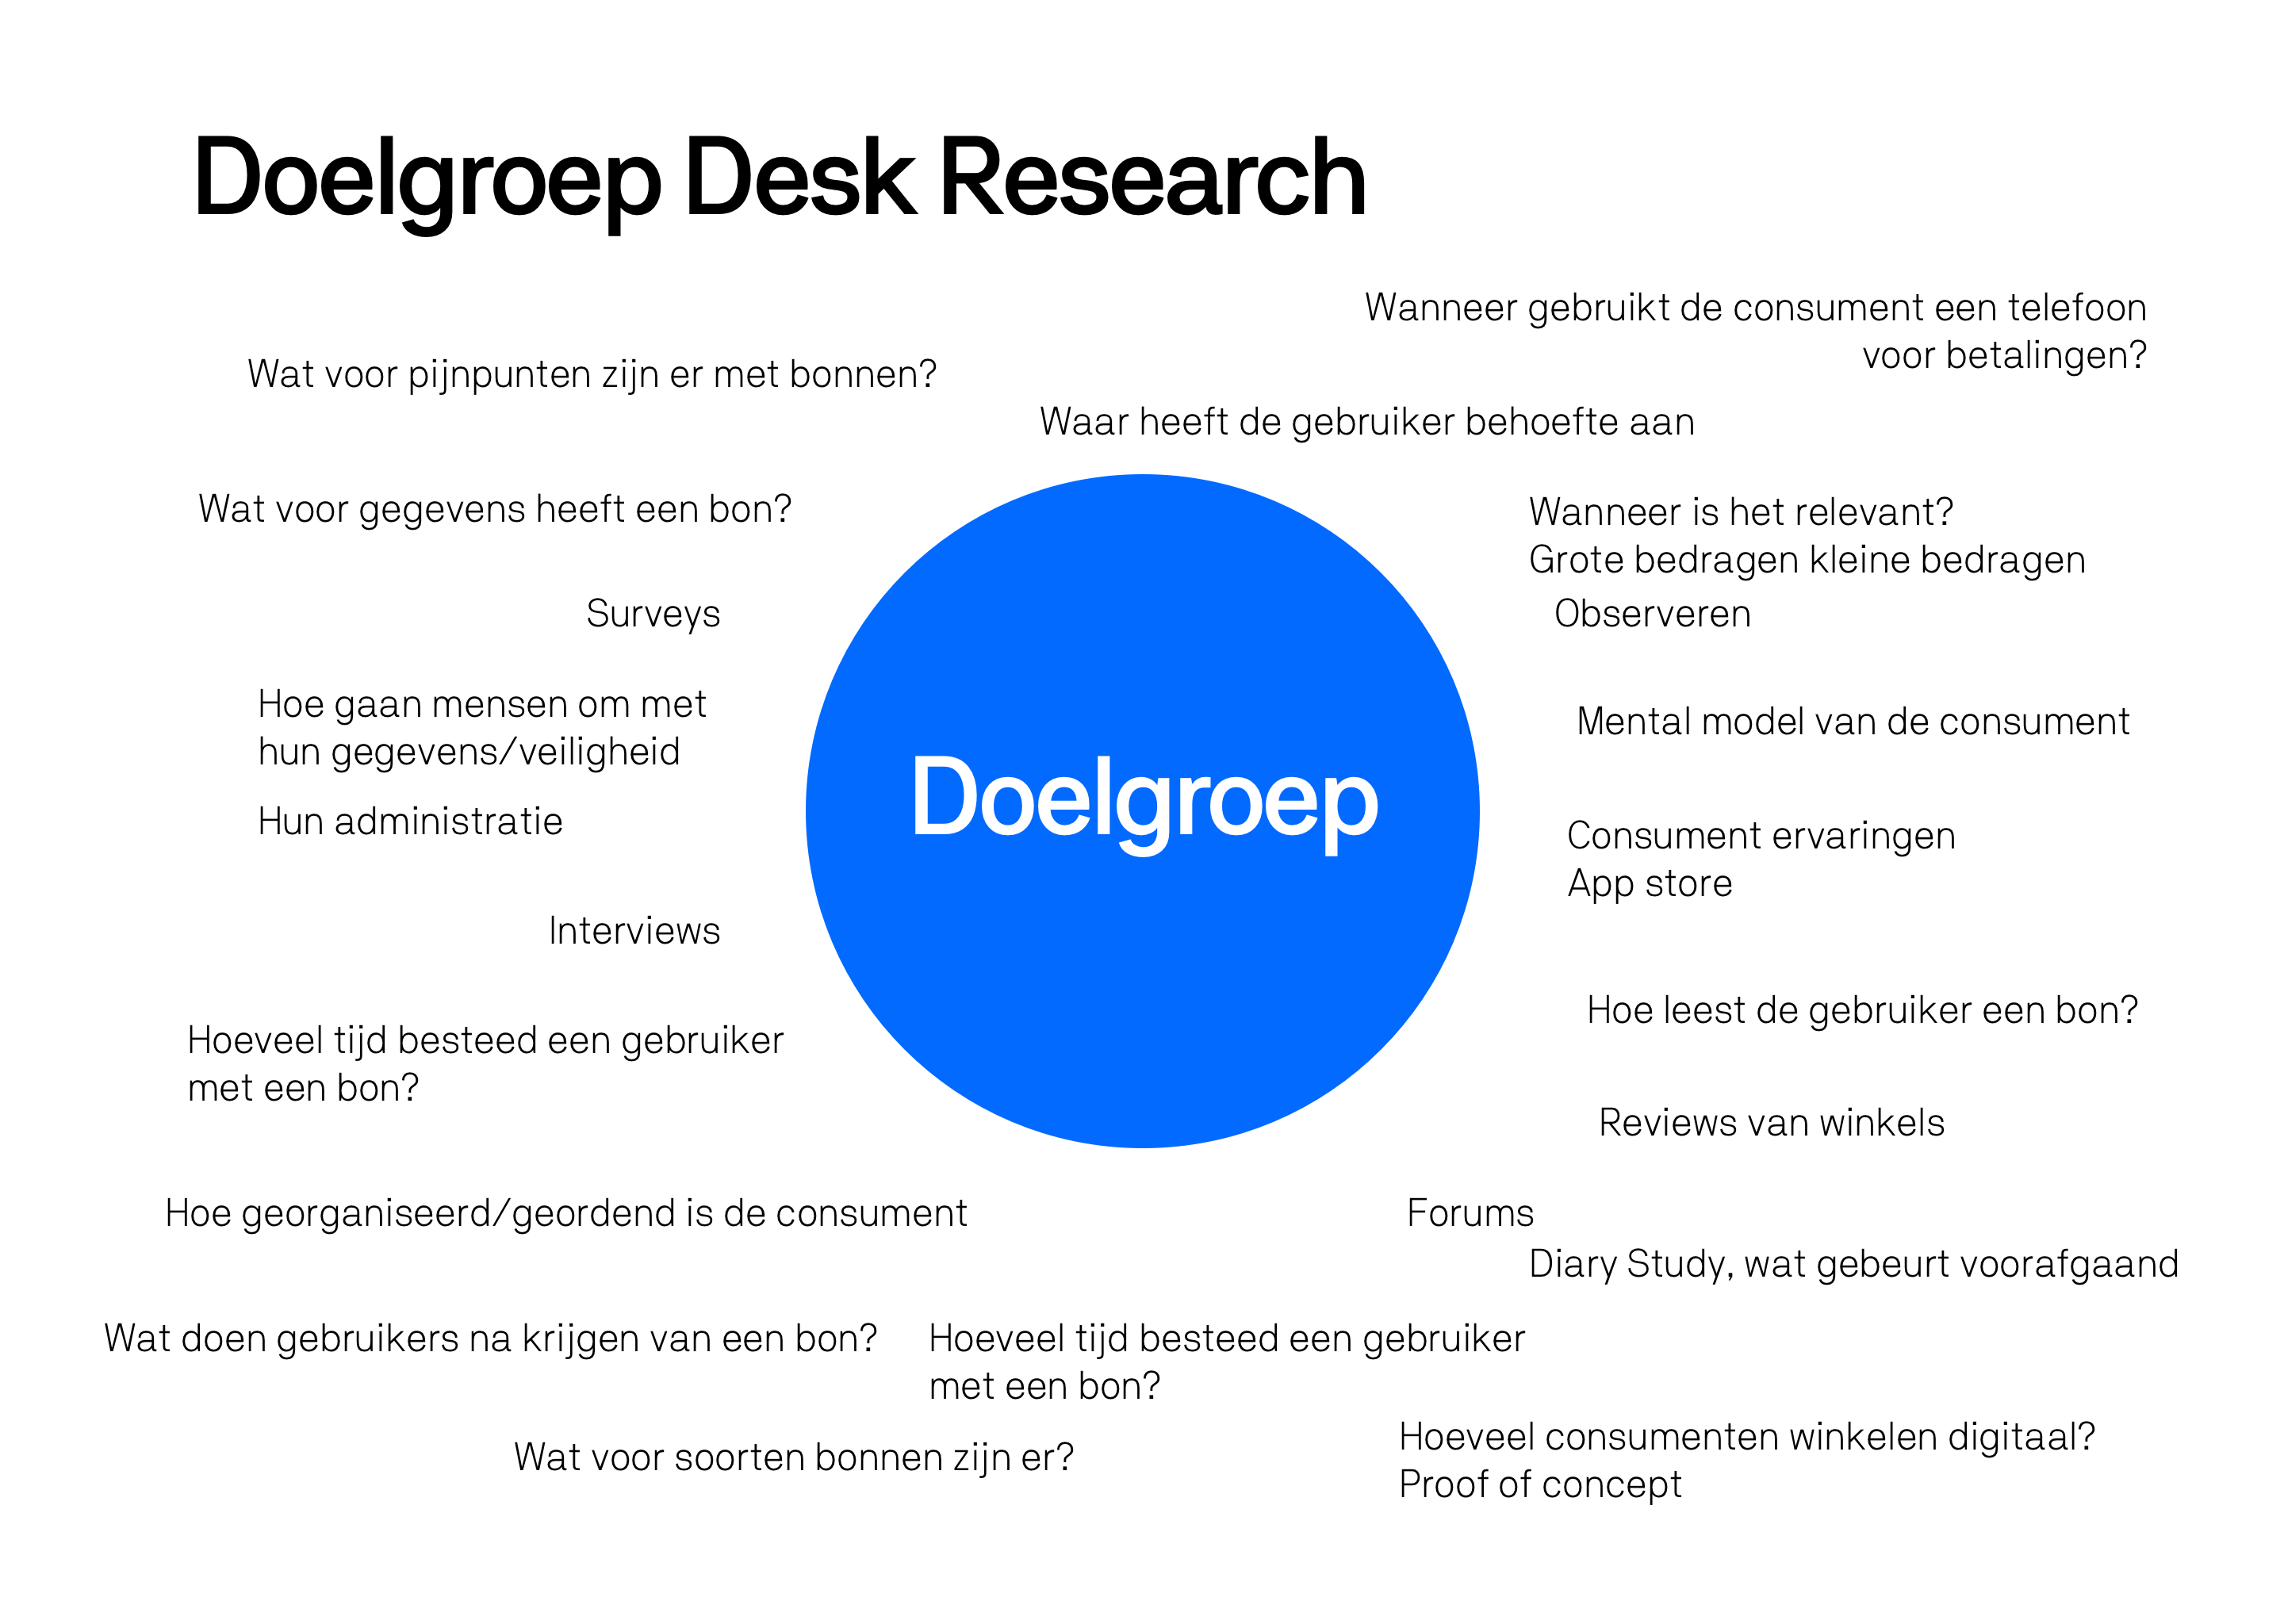 Doelgroep Desk Research
Wanneer gebruikt de consument een telefoon
voor betalingen?
Wat voor pijnpunten zijn er met bonnen?
Waar heeft de gebruiker behoefte aan
Wat voor gegevens heeft een bon?
Wanneer is het relevant?
Grote bedragen kleine bedragen
Surveys
Observeren
Hoe gaan mensen om met
hun gegevens/veiligheid
Mental model van de consument
Doelgroep
Hun administratie
Consument ervaringen
App store
Interviews
Hoe leest de gebruiker een bon?
Hoeveel tijd besteed een gebruiker
met een bon?
Reviews van winkels
Hoe georganiseerd/geordend is de consument
Forums
Diary Study, wat gebeurt voorafgaand
Wat doen gebruikers na krijgen van een bon?
Hoeveel tijd besteed een gebruiker
met een bon?
Wat voor soorten bonnen zijn er?
Hoeveel consumenten winkelen digitaal?
Proof of concept